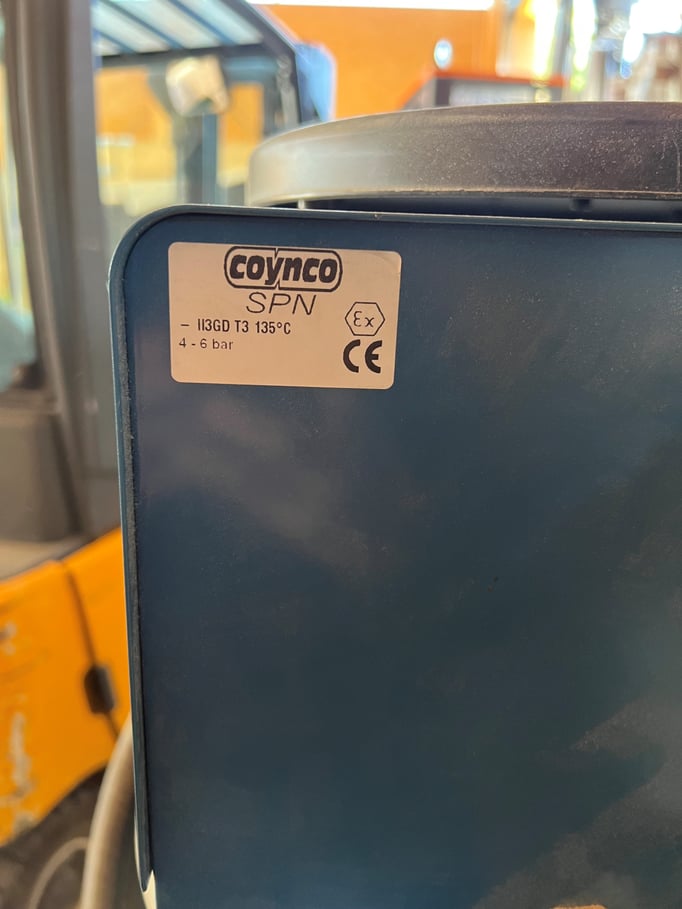 coynco
SPN
– II3GD T3 135°C
4 - 6 bar
Ex
CE